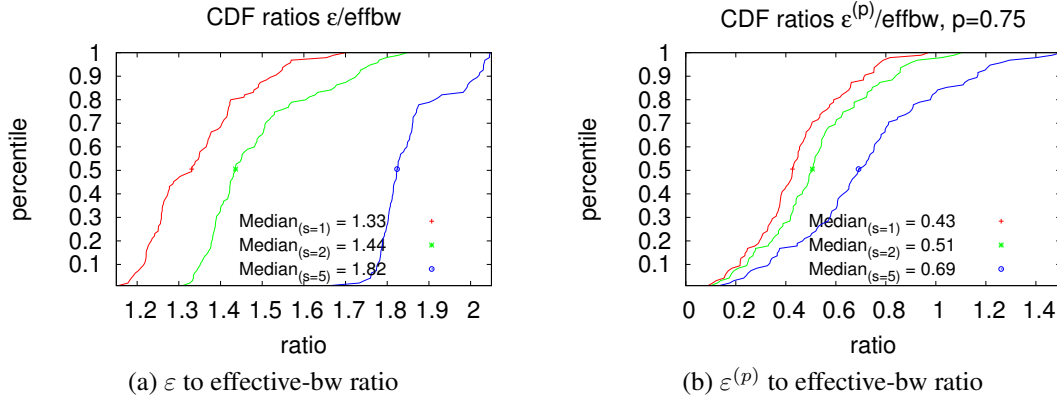 CDF ratios ε/effbw
1
0.9
0.8
0.7
0.6
0.5
0.4
0.3
0.2
0.1
percentile
Median(s=1) = 1.33
Median(s=2) = 1.44
Median(s=5) = 1.82
1.2 1.3 1.4 1.5 1.6 1.7 1.8 1.9 2
ratio
(a) ε to effective-bw ratio
CDF ratios ε(p)/effbw, p=0.75
1
0.9
0.8
0.7
0.6
0.5
0.4
0.3
0.2
0.1
percentile
Median(s=1) = 0.43
Median(s=2) = 0.51
Median(s=5) = 0.69
0 0.2 0.4 0.6 0.8 1 1.2 1.4
ratio
(b) ε(p) to effective-bw ratio